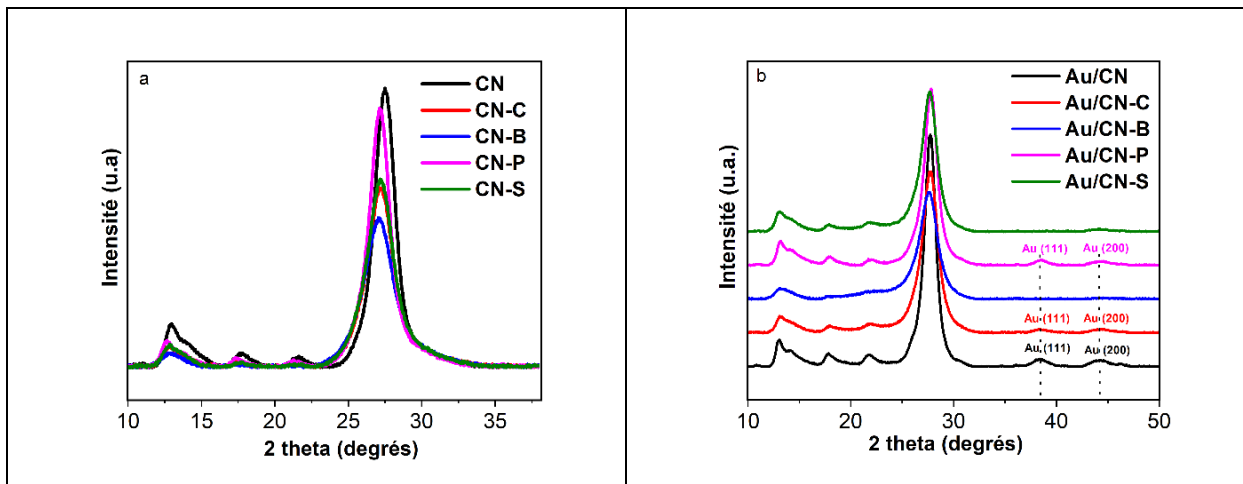 a
CN
CN-C
CN-B
CN-P
CN-S
Intensité (u.a)
10 15 20 25 30 35
2 theta (degrés)
b
Au/CN
Au/CN-C
Au/CN-B
Au/CN-P
Au/CN-S
Intensité (u.a.)
Au (111) Au (200)
Au (111) Au (200)
Au (111) Au (200)
10 20 30 40 50
2 theta (degrés)